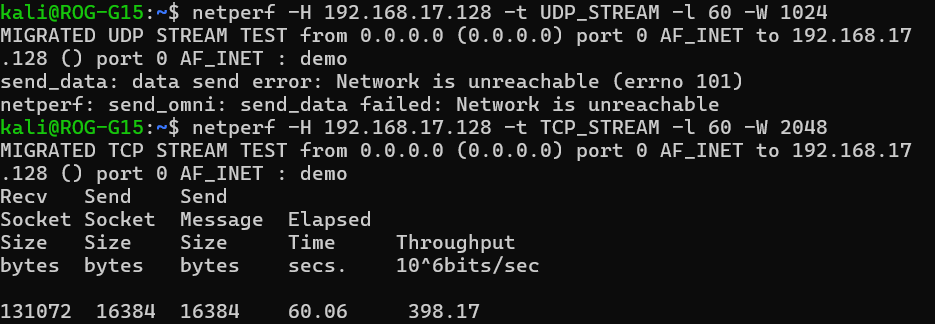 kali@ROG-G15:~$ netperf -H 192.168.17.128 -t UDP_STREAM -l 60 -W 1024
MIGRATED UDP STREAM TEST from 0.0.0.0 (0.0.0.0) port 0 AF_INET to 192.168.17
.128 () port 0 AF_INET : demo
send_data: data send error: Network is unreachable (errno 101)
netperf: send_omni: send_data failed: Network is unreachable
kali@ROG-G15:~$ netperf -H 192.168.17.128 -t TCP_STREAM -l 60 -W 2048
MIGRATED TCP STREAM TEST from 0.0.0.0 (0.0.0.0) port 0 AF_INET to 192.168.17
.128 () port 0 AF_INET : demo
Recv   Send    Send
Socket Socket  Message  Elapsed
Size   Size    Size     Time     Throughput
bytes  bytes   bytes    secs.    10^6bits/sec

131072  16384  16384    60.06     398.17